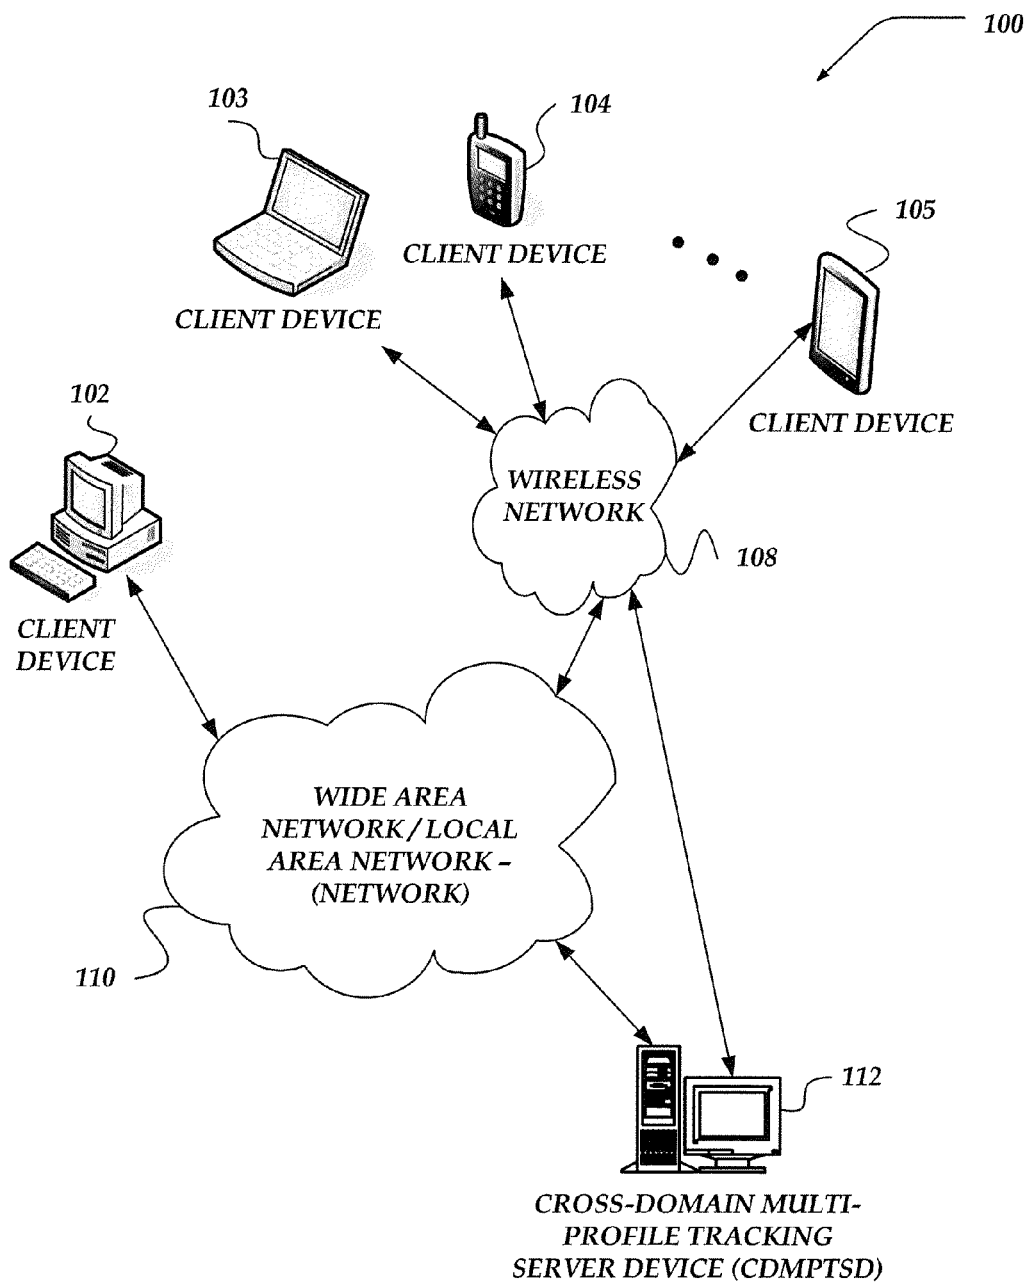 100
103
104
105
CLIENT DEVICE
CLIENT DEVICE
102
CLIENT DEVICE
WIRELESS
NETWORK
108
CLIENT
DEVICE
WIDE AREA
NETWORK / LOCAL
AREA NETWORK –
(NETWORK)
110
112
CROSS-DOMAIN MULTI-
PROFILE TRACKING
SERVER DEVICE (CDMPTSD)